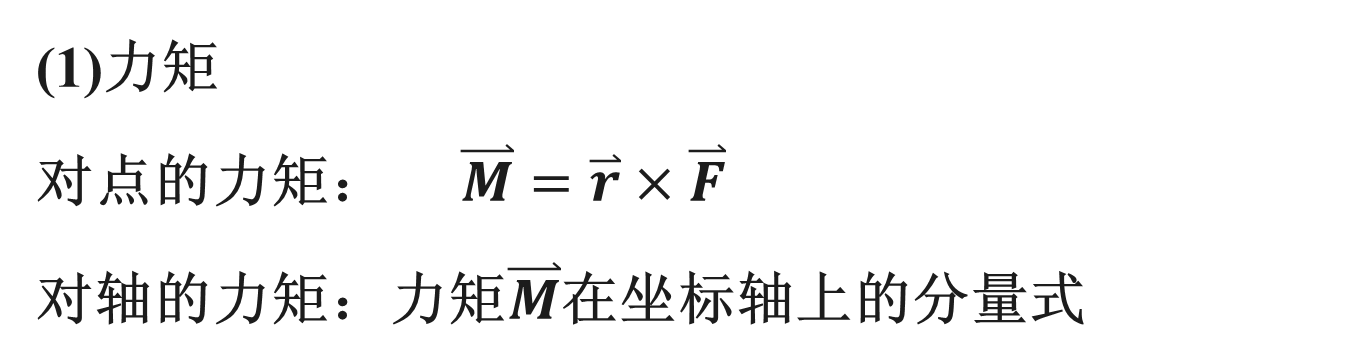 (1)力矩
对点的力矩： $\vec{M} = \vec{r} \times \vec{F}$
对轴的力矩：力矩$\vec{M}$在坐标轴上的分量式